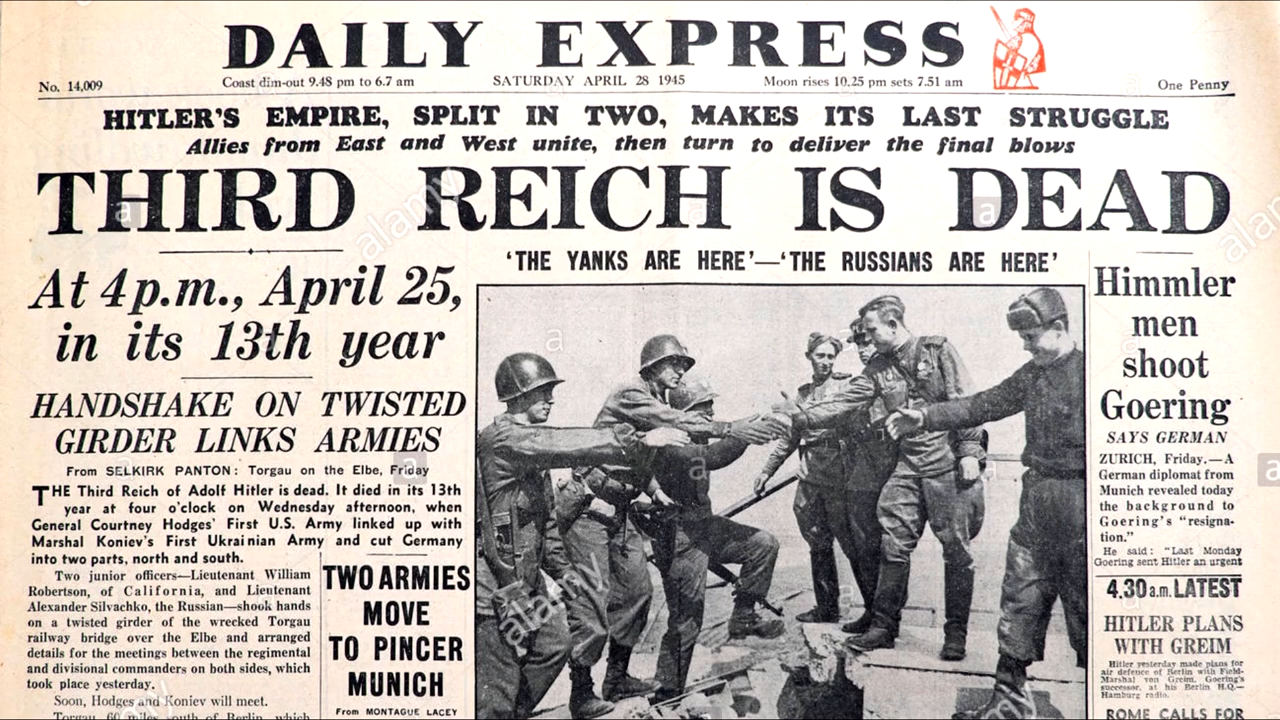 DAILY EXPRESS
No. 14,009
Coast dim-out 9.48 pm to 6.7 am
SATURDAY APRIL 28 1945
Moon rises 10.25 pm sets 7.51 am
One Penny
HITLER'S EMPIRE, SPLIT IN TWO, MAKES ITS LAST STRUGGLE
Allies from East and West unite, then turn to deliver the final blows
THIRD REICH IS DEAD
At 4p.m., April 25,
in its 13th year
HANDSHAKE ON TWISTED
GIRDER LINKS ARMIES
From SELKIRK PANTON: Torgau on the Elbe, Friday
THE Third Reich of Adolf Hitler is dead. It died in its 13th
year at four o'clock on Wednesday afternoon, when
General Courtney Hodges' First U.S. Army linked up with
Marshal Koniev's First Ukrainian Army and cut Germany
into two parts, north and south.
Two junior officers—Lieutenant William
Robertson, of California, and Lieutenant
Alexander Silvachko, the Russian—shook hands
on a twisted girder of the wrecked Torgau
railway bridge over the Elbe and arranged
details for the meetings between the regimental
and divisional commanders on both sides, which
took place yesterday.
Soon, Hodges and Koniev will meet.
Torgau, 60 miles south of Berlin, which
TWO ARMIES
MOVE
TO PINCER
MUNICH
From MONTAGUE LACEY
'THE YANKS ARE HERE'—'THE RUSSIANS ARE HERE'
Himmler
men
shoot
Goering
SAYS GERMAN
ZURICH, Friday.—A
German diplomat from
Munich revealed today
the background to
Goering's "resigna-
tion."
He said: "Last Monday
Goering sent Hitler an urgent
4.30 a.m. LATEST
HITLER PLANS
WITH GREIM
Hitler yesterday made plans for
air defence of Berlin with Field-
Marshal von Greim, Goering's
successor, at his Berlin H.Q.—
Hamburg radio.
ROME CALLS FOR
alamy
alamy
alamy